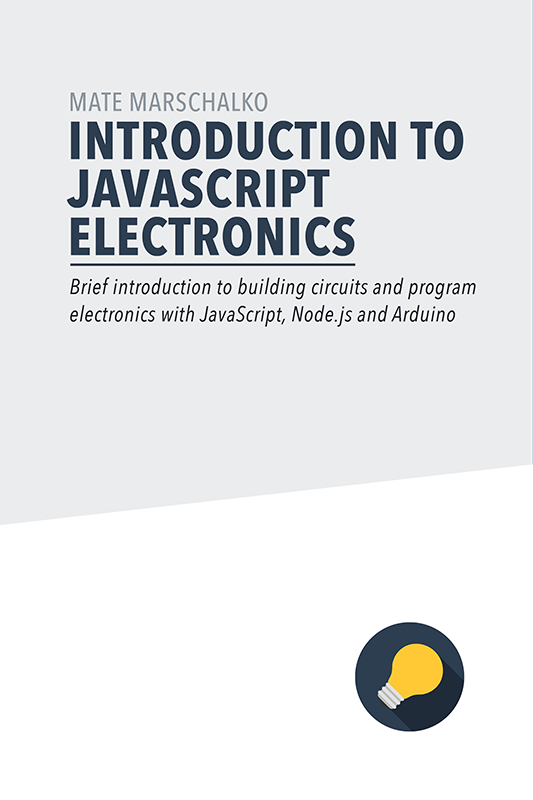 MATE MARSCHALKO
INTRODUCTION TO
JAVASCRIPT
ELECTRONICS
Brief introduction to building circuits and program
electronics with JavaScript, Node.js and Arduino